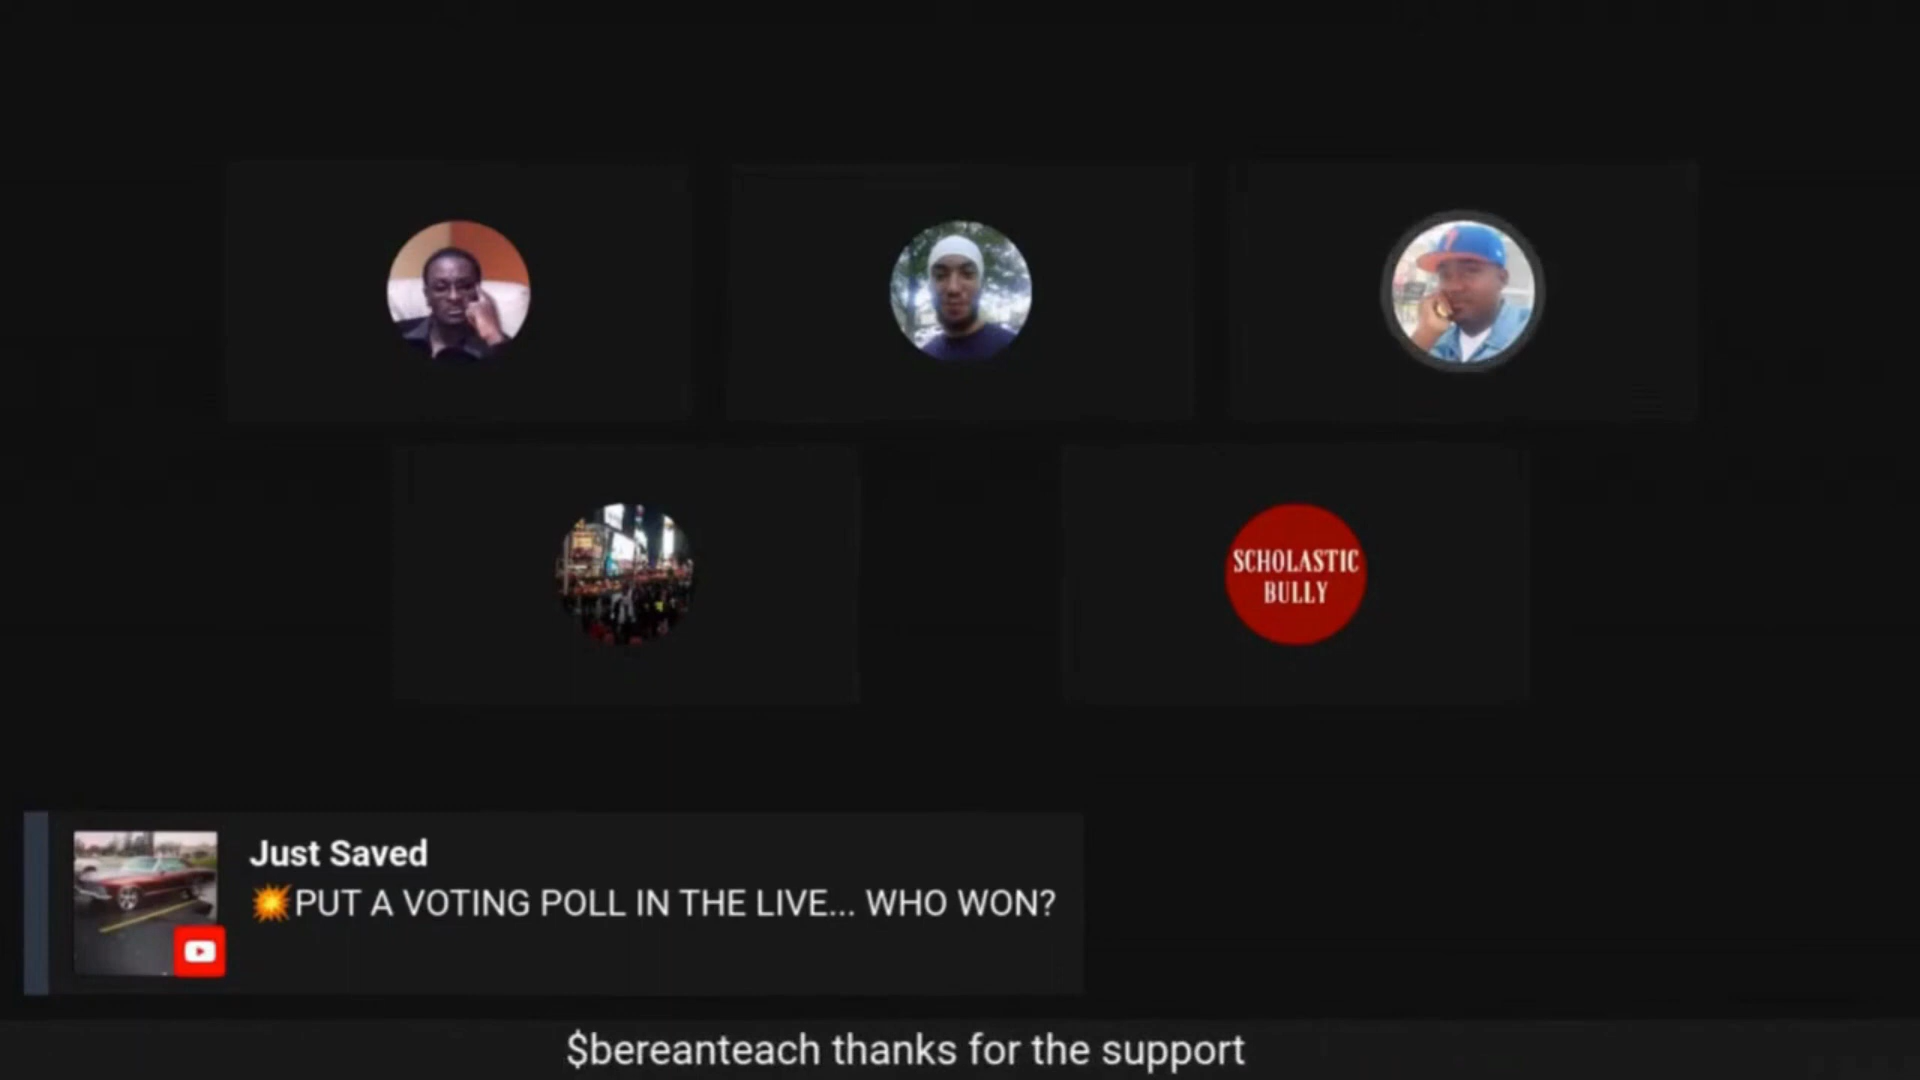 SCHOLASTIC
BULLY
Just Saved
💥PUT A VOTING POLL IN THE LIVE... WHO WON?
$bereanteach thanks for the support